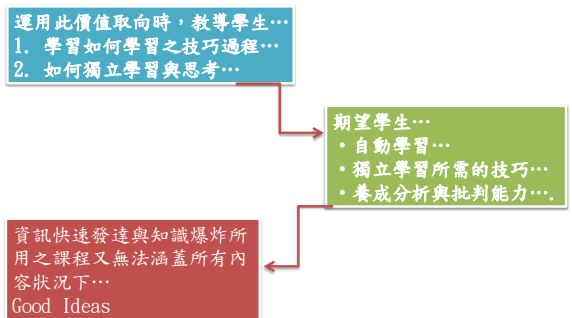 運用此價值取向時，教導學生…
1. 學習如何學習之技巧過程…
2. 如何獨立學習與思考…
期望學生…
・自動學習…
・獨立學習所需的技巧…
・養成分析與批判能力….
資訊快速發達與知識爆炸所
用之課程又無法涵蓋所有內
容狀況下…
Good Ideas